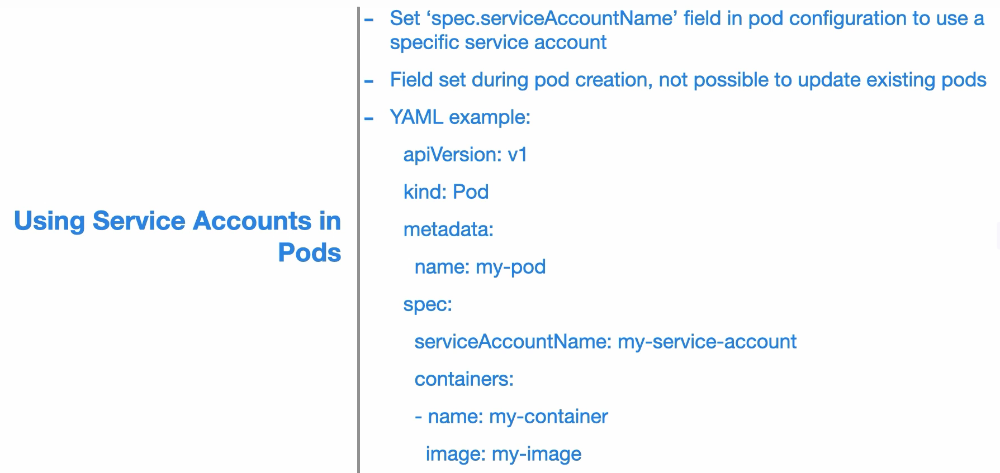 Using Service Accounts in
Pods
- Set ‘spec.serviceAccountName’ field in pod configuration to use a
specific service account
- Field set during pod creation, not possible to update existing pods
- YAML example:
apiVersion: v1
kind: Pod
metadata:
  name: my-pod
spec:
  serviceAccountName: my-service-account
  containers:
  - name: my-container
    image: my-image